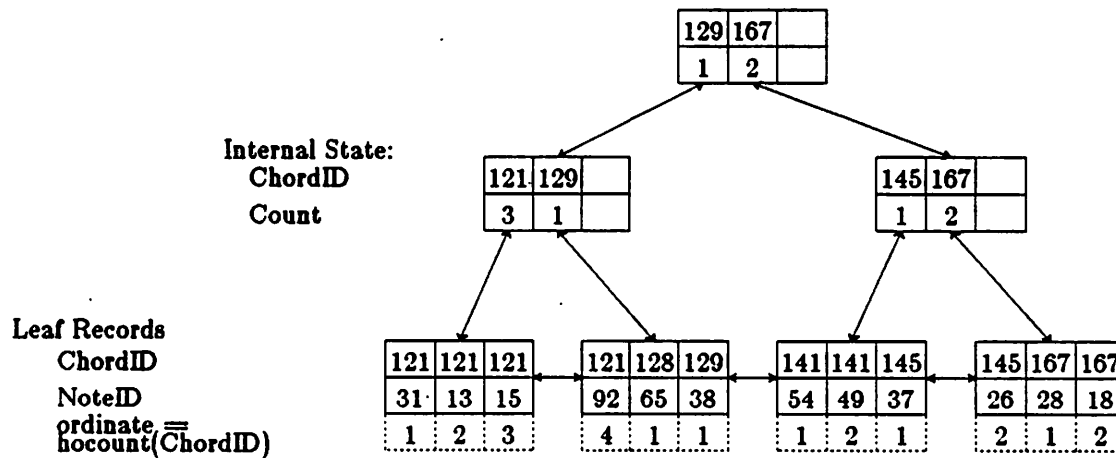 129 167
1 2
Internal State:
ChordID 121 129 145 167
Count 3 1 1 2
Leaf Records
ChordID 121 121 121 121 128 129 141 141 145 145 167 167
NoteID 31 13 15 92 65 38 54 49 37 26 28 18
ordinate =
nocount(ChordID) 1 2 3 4 1 1 1 2 1 2 1 2